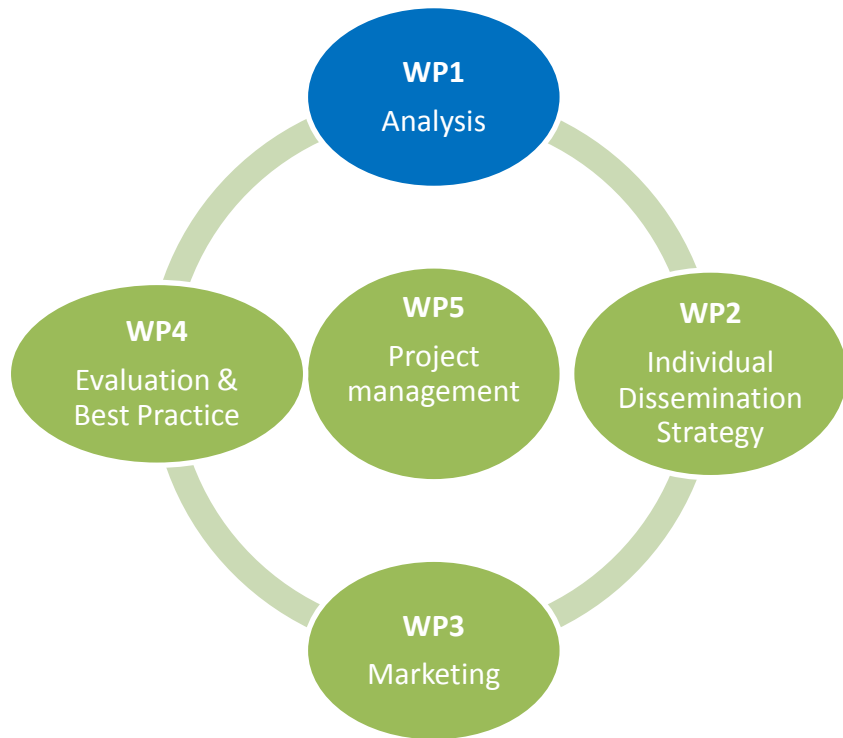 WP1
Analysis
WP4
Evaluation &
Best Practice
WP5
Project
management
WP2
Individual
Dissemination
Strategy
WP3
Marketing